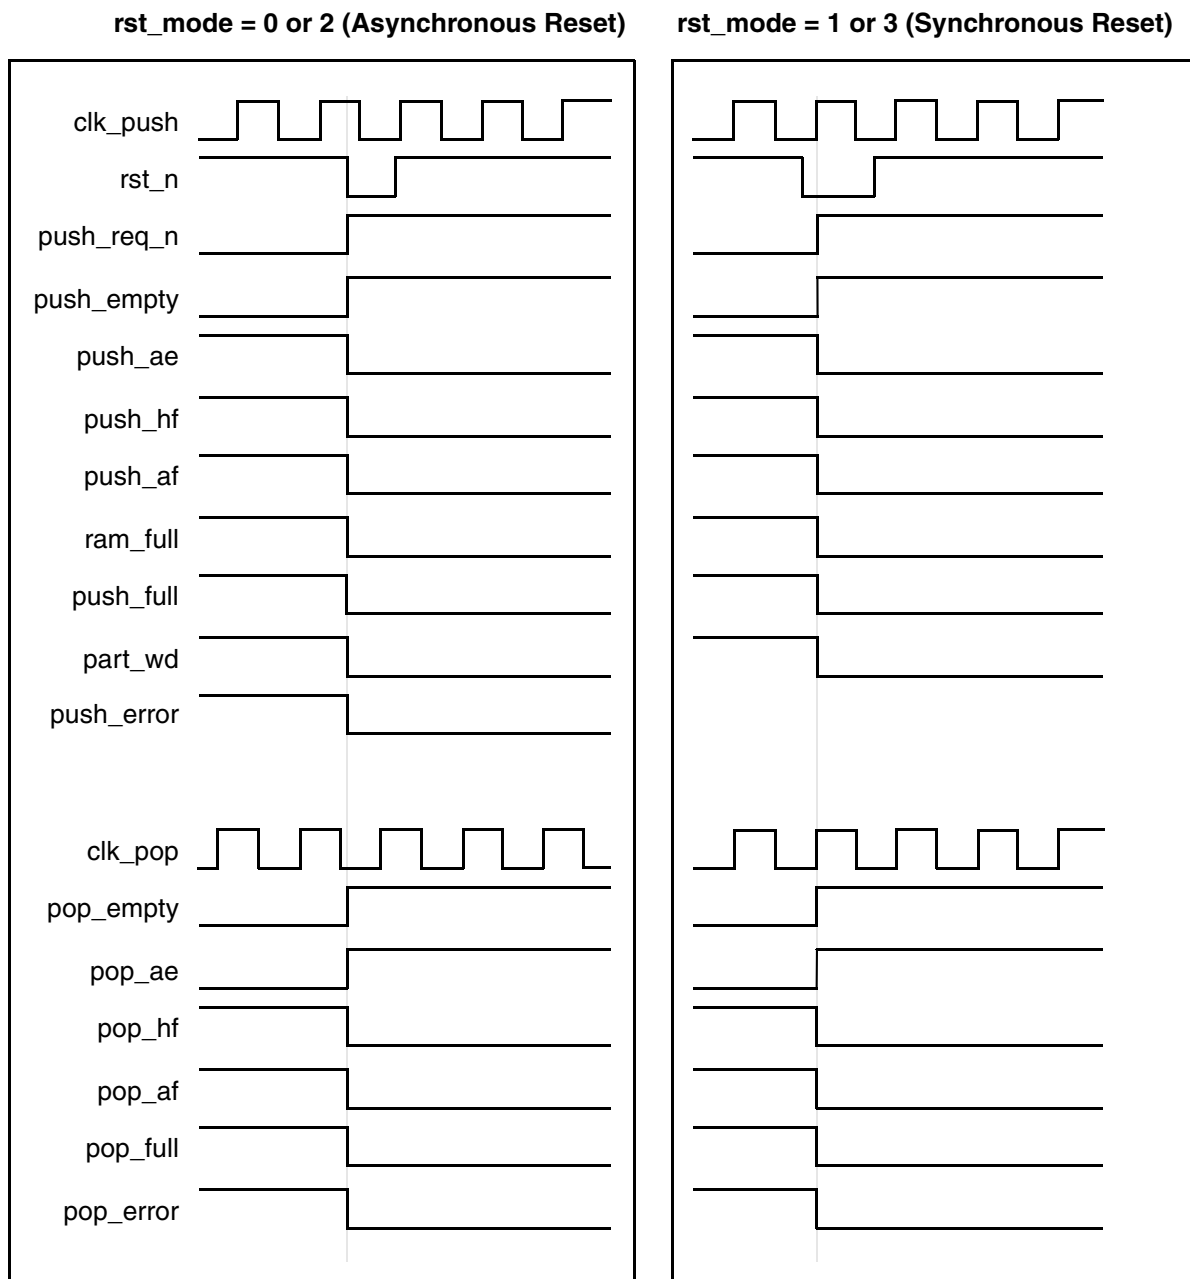 rst_mode = 0 or 2 (Asynchronous Reset) rst_mode = 1 or 3 (Synchronous Reset)
clk_push
rst_n
push_req_n
push_empty
push_ae
push_hf
push_af
ram_full
push_full
part_wd
push_error
clk_pop
pop_empty
pop_ae
pop_hf
pop_af
pop_full
pop_error